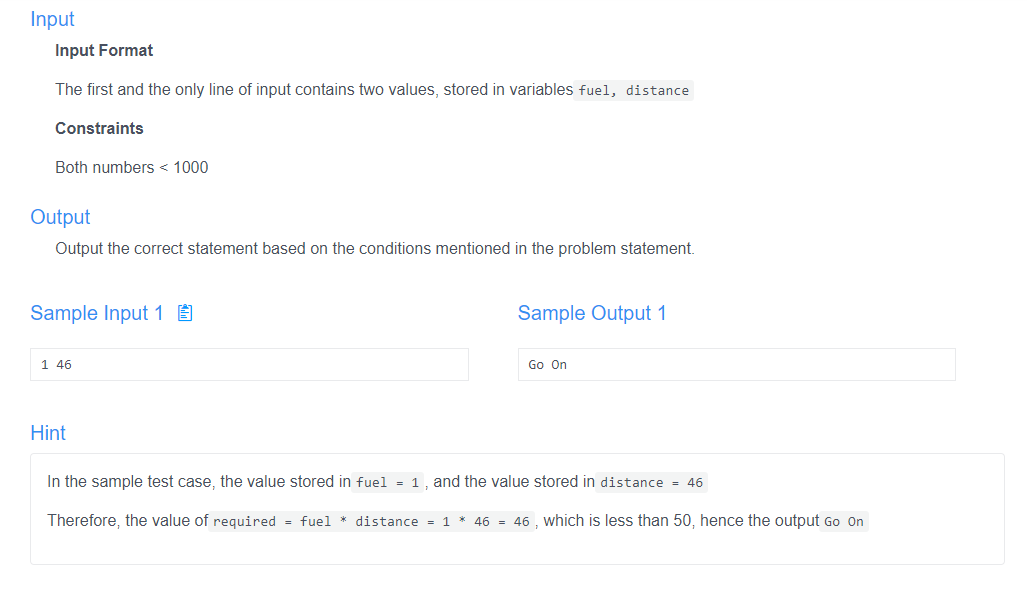 Input
Input Format
The first and the only line of input contains two values, stored in variables fuel, distance
Constraints
Both numbers < 1000
Output
Output the correct statement based on the conditions mentioned in the problem statement.
Sample Input 1
Sample Output 1
1 46
Go On
Hint
In the sample test case, the value stored in fuel = 1, and the value stored in distance = 46
Therefore, the value of required = fuel * distance = 1 * 46 = 46, which is less than 50, hence the output Go On